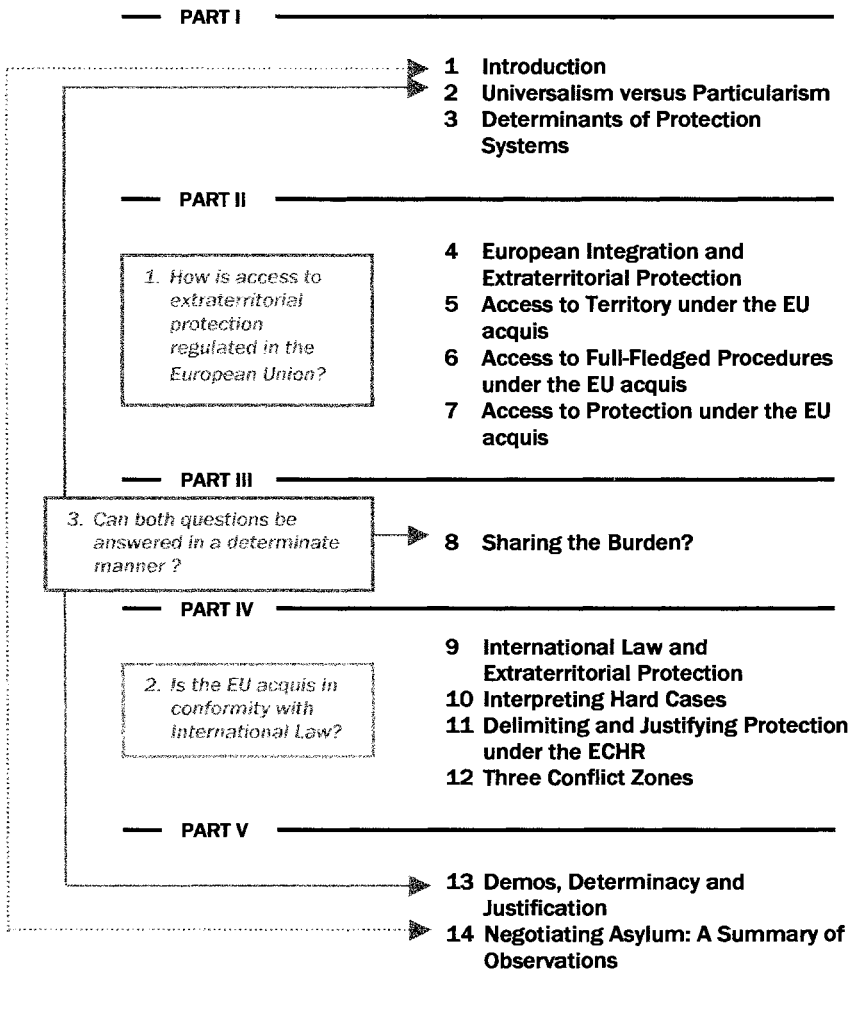 PART I
1 Introduction
2 Universalism versus Particularism
3 Determinants of Protection
Systems
PART II
1. How is access to
extraterritorial
protection
regulated in the
European Union?
4 European Integration and
Extraterritorial Protection
5 Access to Territory under the EU
acquis
6 Access to Full-Fledged Procedures
under the EU acquis
7 Access to Protection under the EU
acquis
PART III
3. Can both questions be
answered in a determinate
manner ?
8 Sharing the Burden?
PART IV
2. Is the EU acquis in
conformity with
International Law?
9 International Law and
Extraterritorial Protection
10 Interpreting Hard Cases
11 Delimiting and Justifying Protection
under the ECHR
12 Three Conflict Zones
PART V
13 Demos, Determinacy and
Justification
14 Negotiating Asylum: A Summary of
Observations